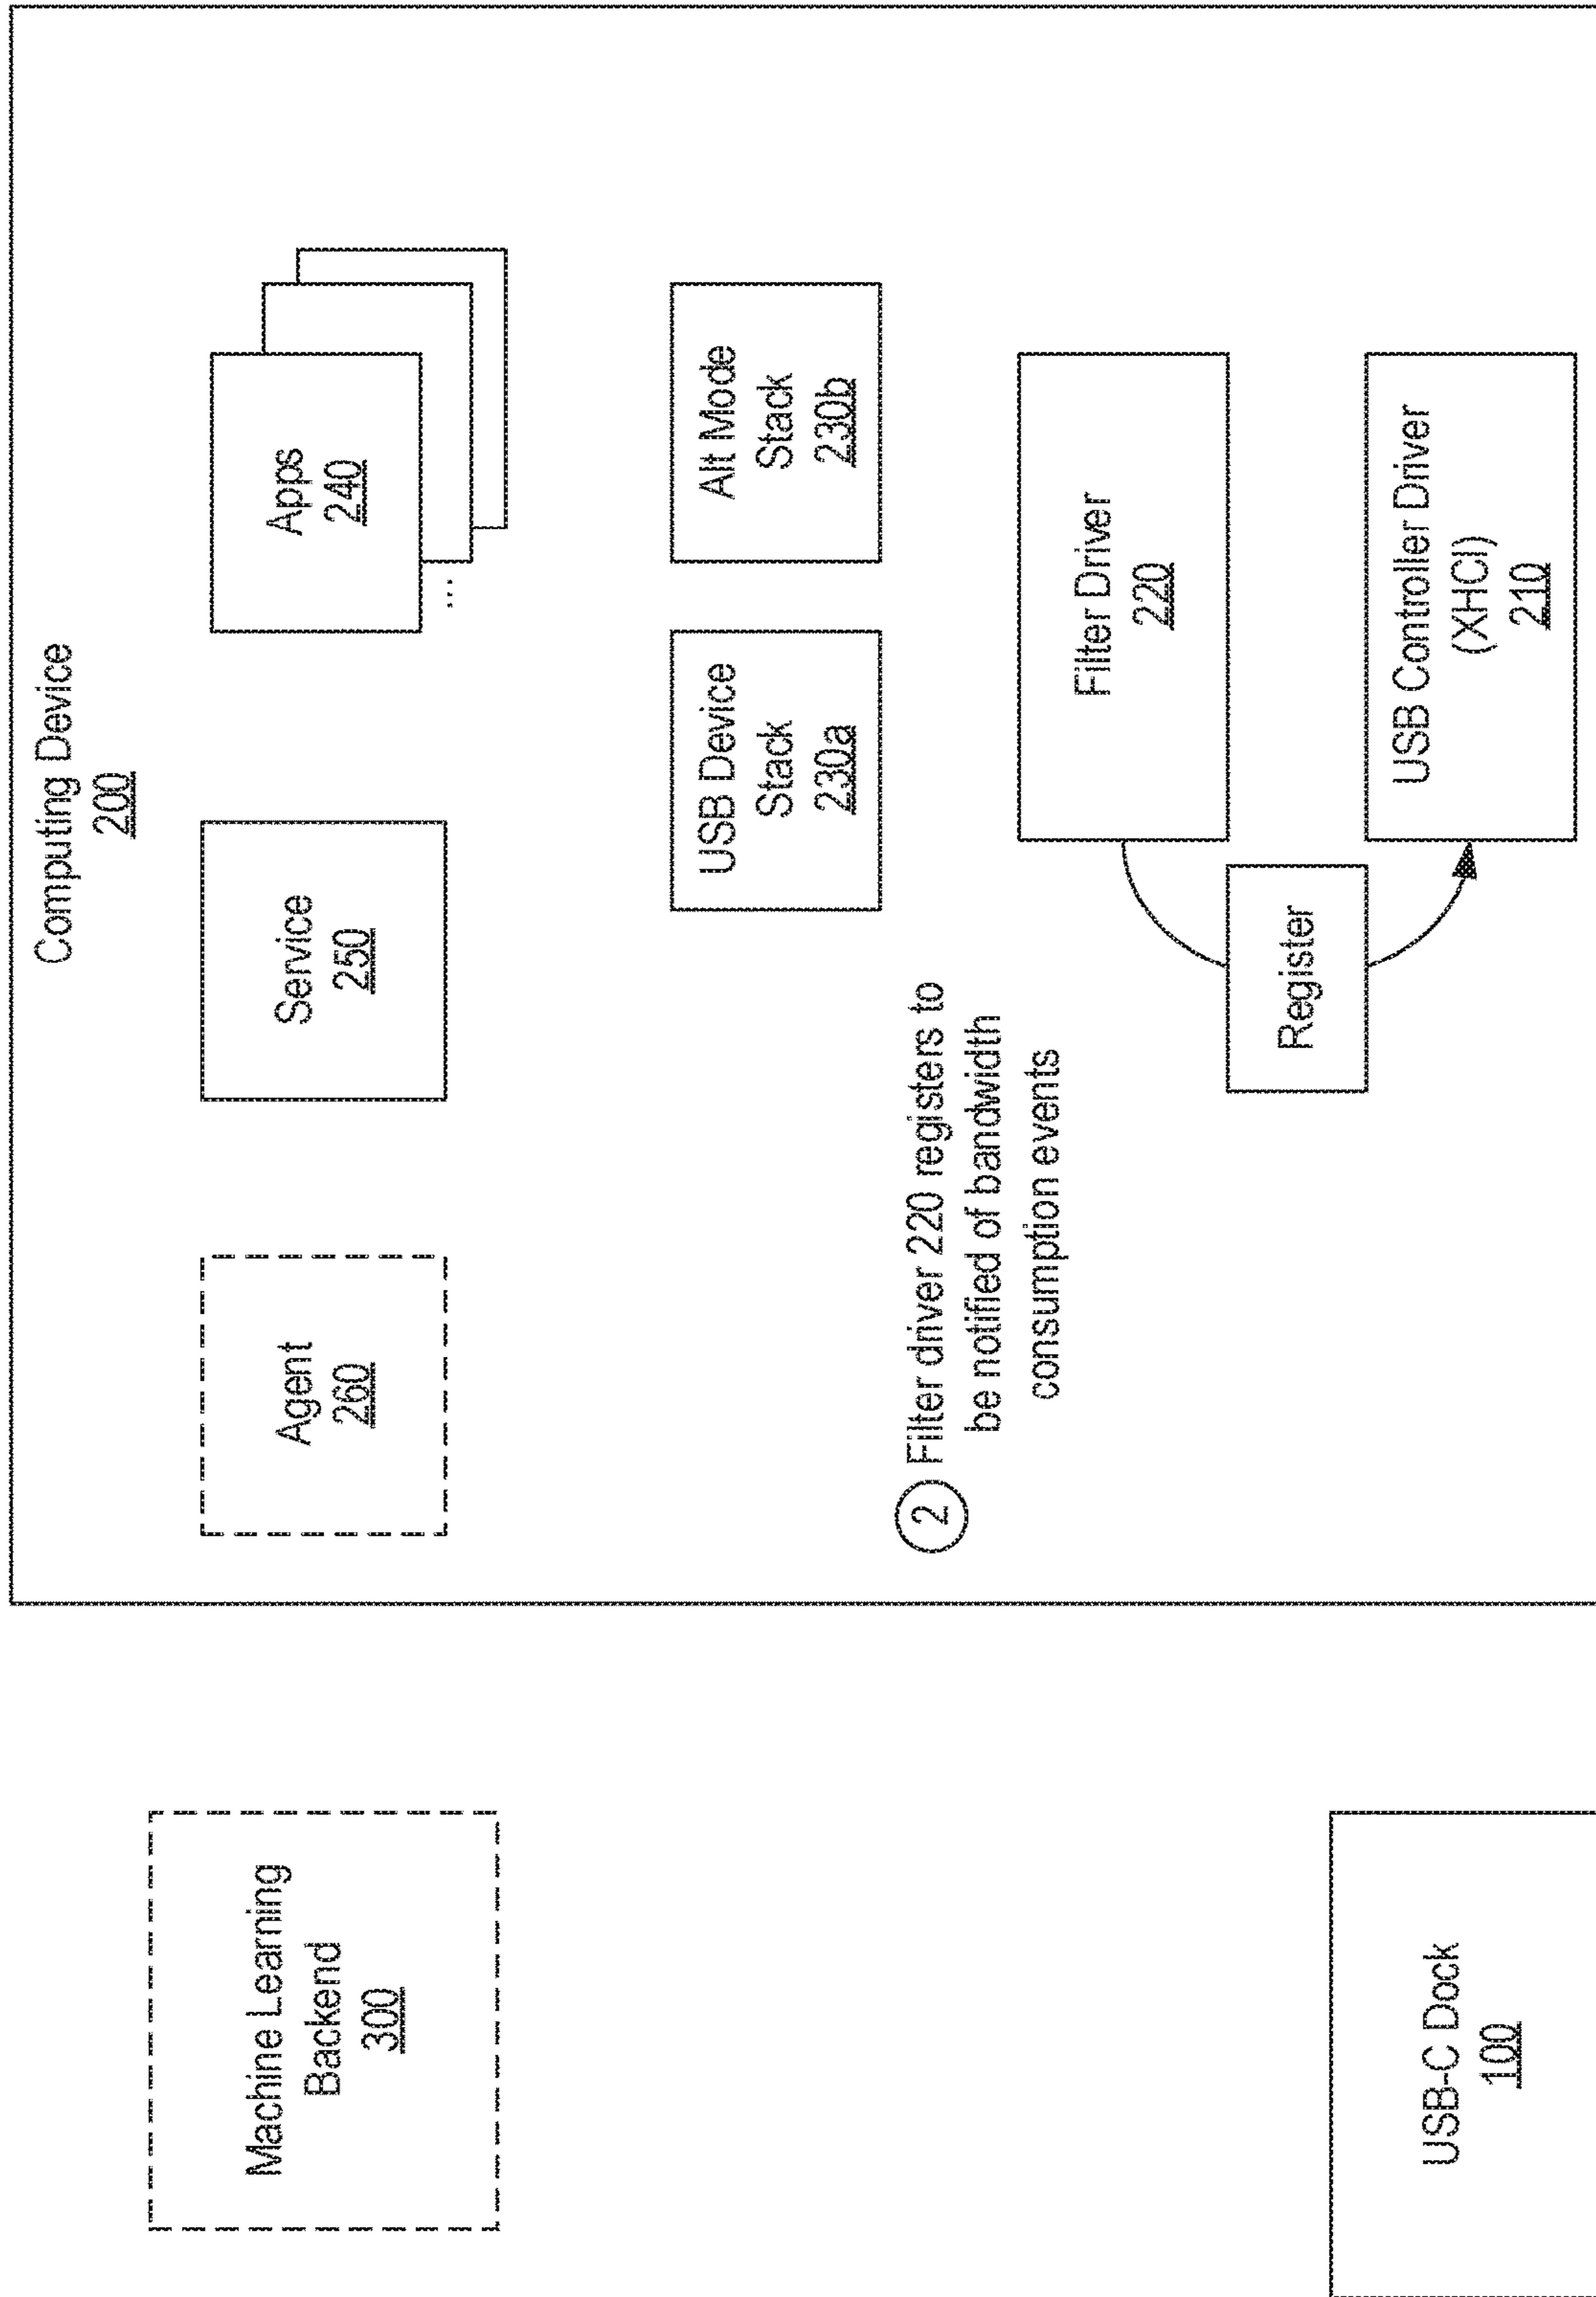 Computing Device
200
Machine Learning
Backend
300
Agent
260
Service
250
Apps
240
...
USB Device
Stack
230a
Alt Mode
Stack
230b
2
Filter driver 220 registers to
be notified of bandwidth
consumption events
Filter Driver
220
Register
USB-C Dock
100
USB Controller Driver
(XHCI)
210